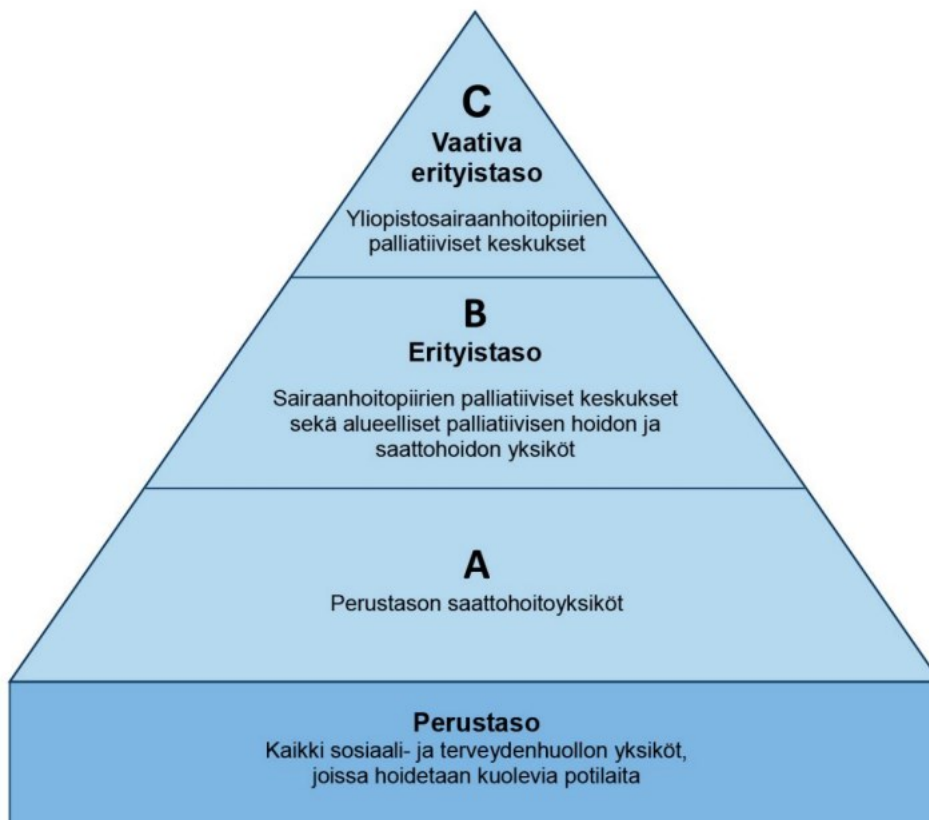 C
Vaativa
erityistaso
Yliopistosairaanhoitopiirien
palliatiiviset keskukset
B
Erityistaso
Sairaanhoitopiirien palliatiiviset keskukset
sekä alueelliset palliatiivisen hoidon ja
saattohoidon yksiköt
A
Perustason saattohoitoyksiköt
Perustaso
Kaikki sosiaali- ja terveydenhuollon yksiköt,
joissa hoidetaan kuolevia potilaita